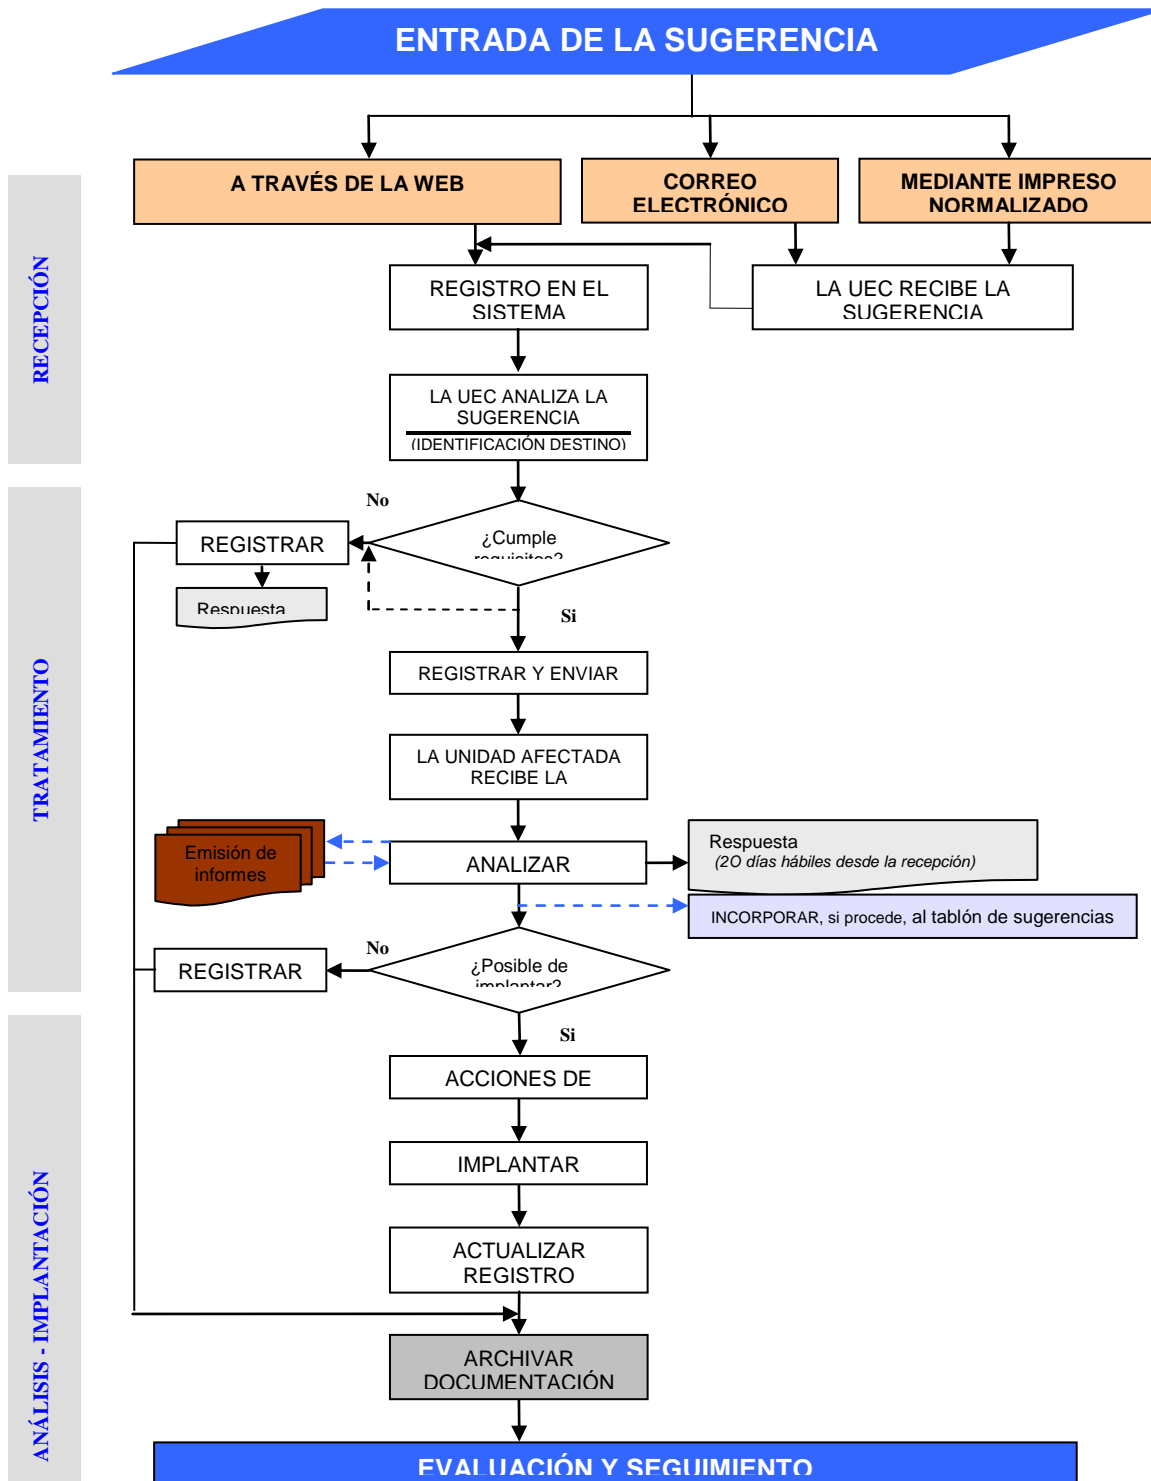 ENTRADA DE LA SUGERENCIA
A TRAVÉS DE LA WEB
CORREO
ELECTRÓNICO
MEDIANTE IMPRESO
NORMALIZADO
RECEPCIÓN
REGISTRO EN EL
SISTEMA
LA UEC RECIBE LA
SUGERENCIA
LA UEC ANALIZA LA
SUGERENCIA
(IDENTIFICACIÓN DESTINO)
TRATAMIENTO
No
¿Cumple
requisitos?
REGISTRAR
Respuesta
Si
REGISTRAR Y ENVIAR
LA UNIDAD AFECTADA
RECIBE LA
Emisión de
informes
ANALIZAR
Respuesta
(2O días hábiles desde la recepción)
INCORPORAR, si procede, al tablón de sugerencias
No
¿Posible de
implantar?
REGISTRAR
Si
ANÁLISIS - IMPLANTACIÓN
ACCIONES DE
IMPLANTAR
ACTUALIZAR
REGISTRO
ARCHIVAR
DOCUMENTACIÓN
EVALUACIÓN Y SEGUIMIENTO